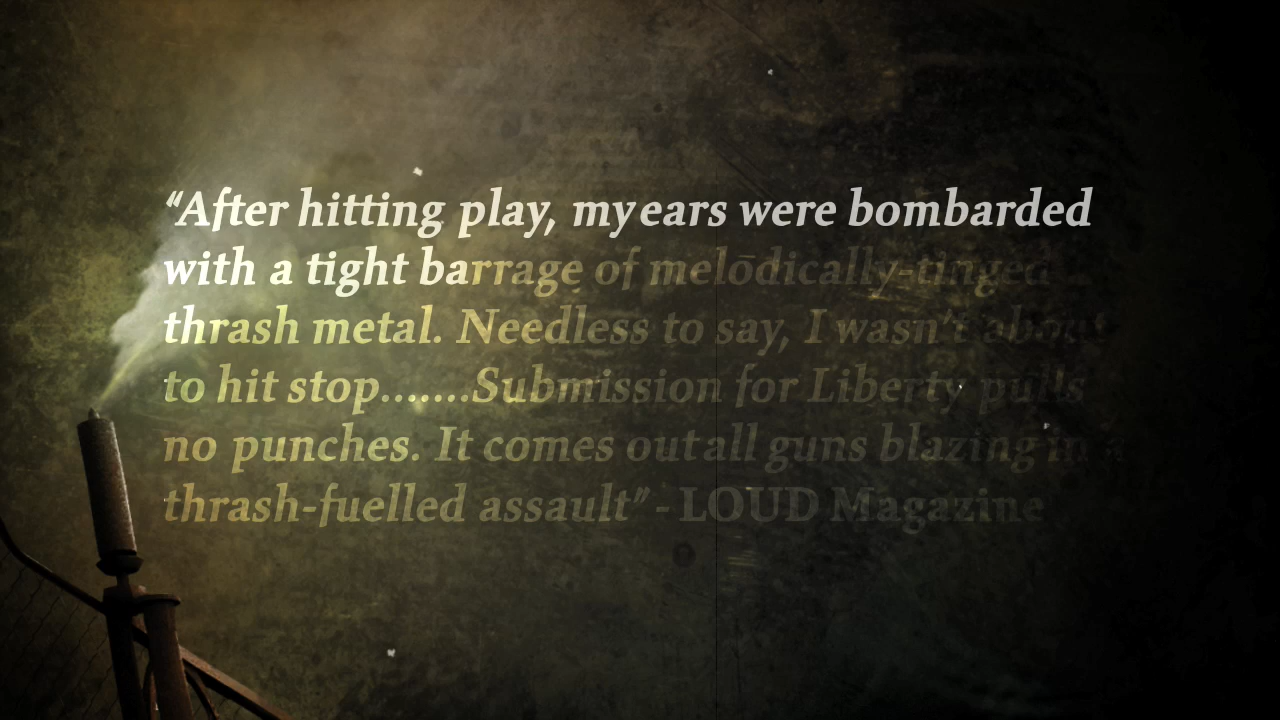 “After hitting play, my ears were bombarded
with a tight barrage of melodically-tinged
thrash metal. Needless to say, I wasn't about
to hit stop.......Submission for Liberty pulls
no punches. It comes out all guns blazing in a
thrash-fuelled assault” - LOUD Magazine